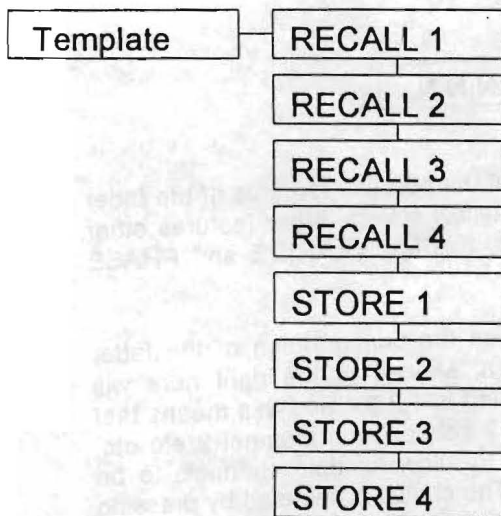 Template
RECALL 1
RECALL 2
RECALL 3
RECALL 4
STORE 1
STORE 2
STORE 3
STORE 4